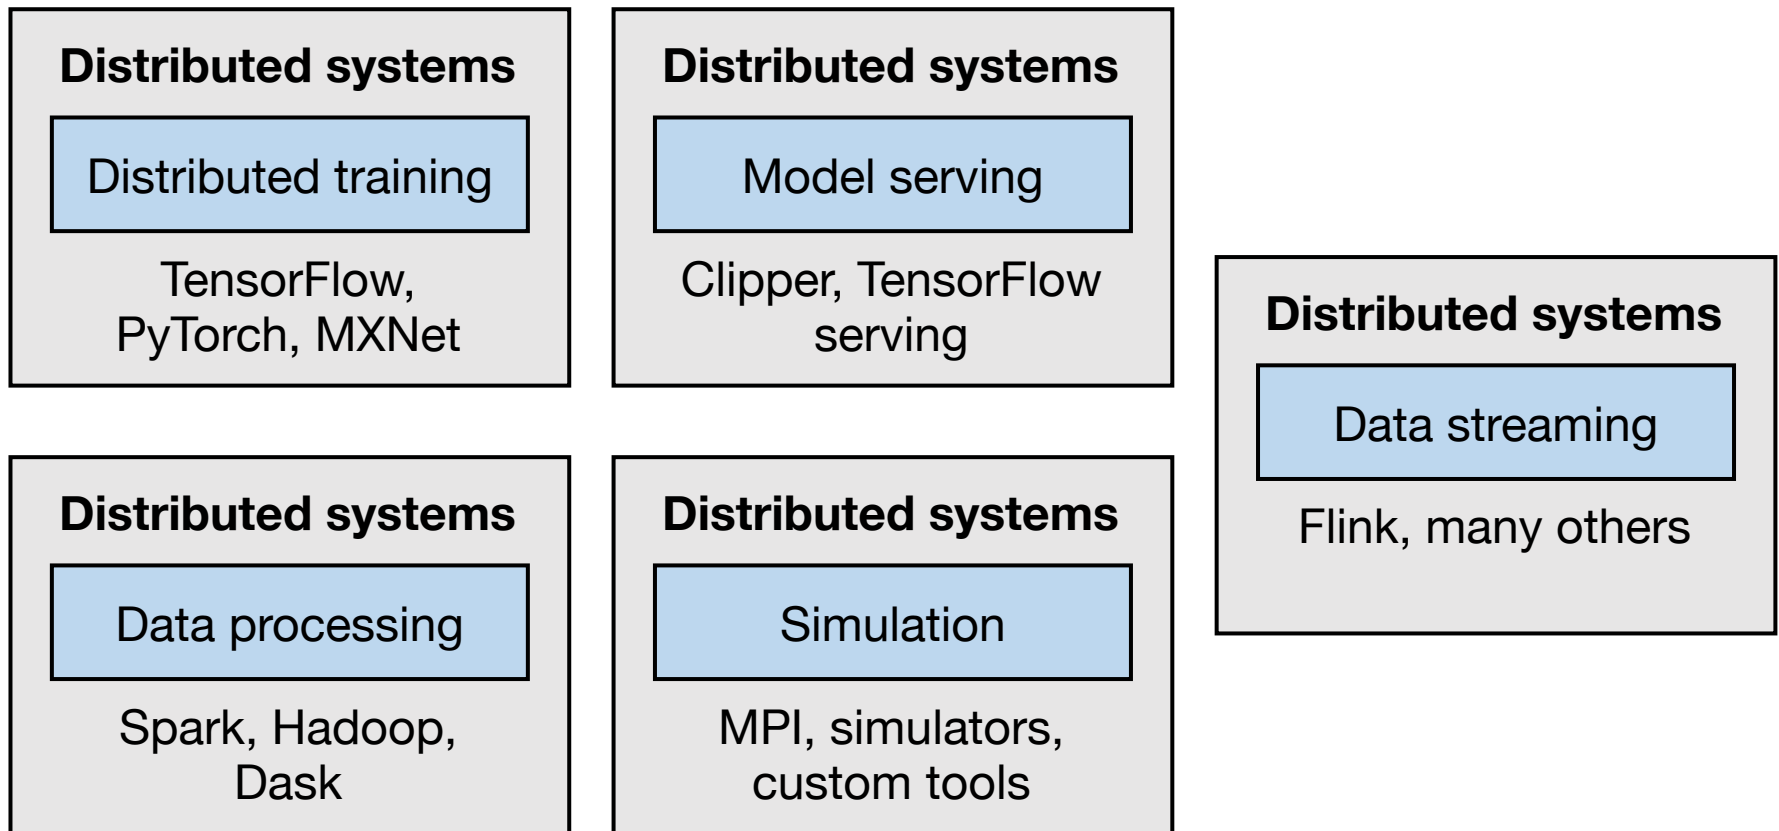 Distributed systems
Distributed training
TensorFlow,
PyTorch, MXNet
Distributed systems
Model serving
Clipper, TensorFlow
serving
Distributed systems
Data streaming
Flink, many others
Distributed systems
Data processing
Spark, Hadoop,
Dask
Distributed systems
Simulation
MPI, simulators,
custom tools